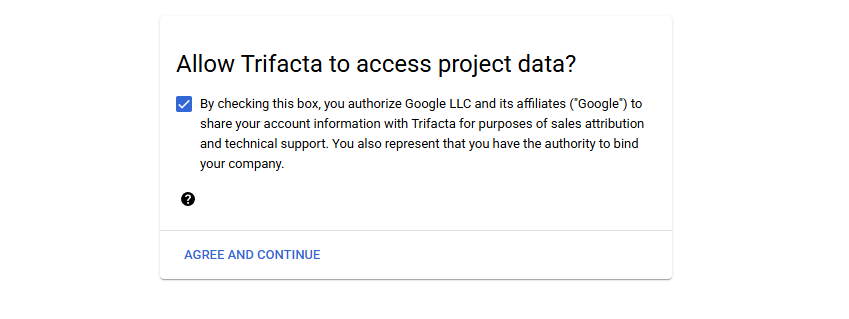 Allow Trifacta to access project data?
By checking this box, you authorize Google LLC and its affiliates ("Google") to
share your account information with Trifacta for purposes of sales attribution
and technical support. You also represent that you have the authority to bind
your company.
?
AGREE AND CONTINUE